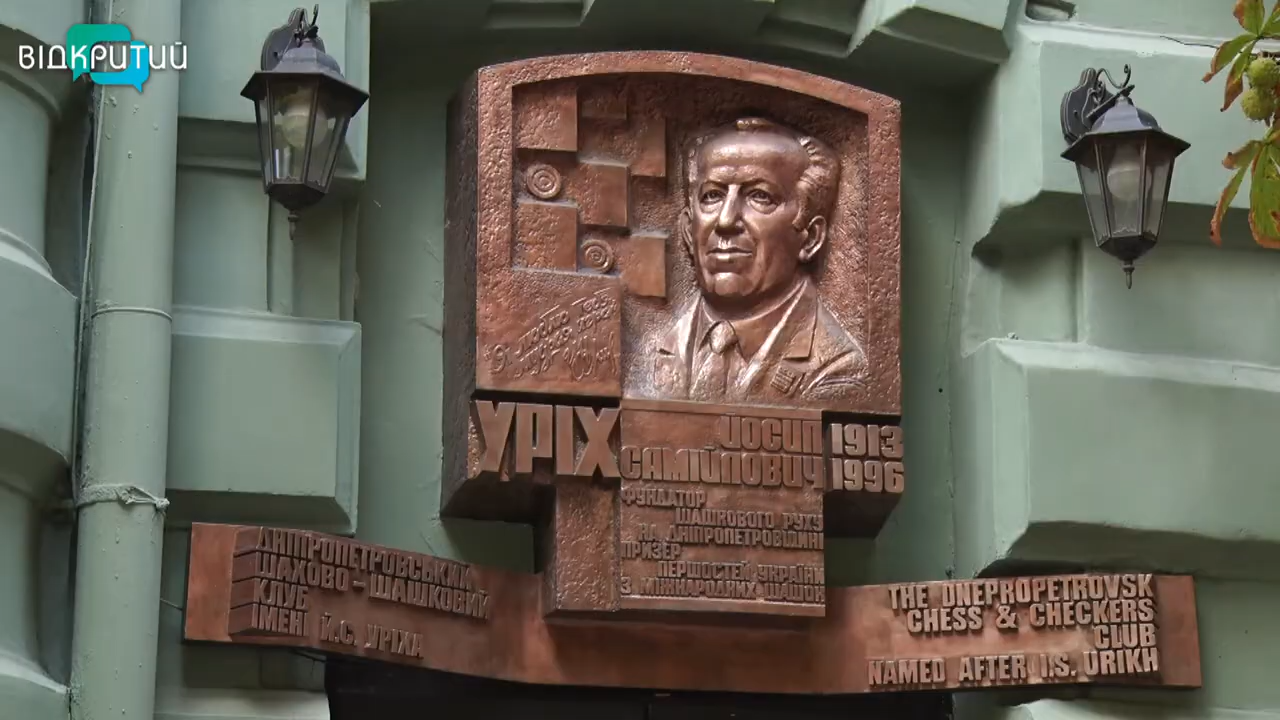 ВІДКРИТИЙ
УРІХ
ЙОСИП
САМІЙЛОВИЧ
1913
1996
ФУНДАТОР
ШАШКОВОГО РУХУ
НА ДНІПРОПЕТРОВЩИНІ
ПРИЗЕР
ПЕРШОСТЕЙ УКРАЇНИ
З МІЖНАРОДНИХ ШАШОК
ДНІПРОПЕТРОВСЬКИЙ
ШАХОВО-ШАШКОВИЙ
КЛУБ
ІМЕНІ Й.С. УРІХА
THE DNEPROPETROVSK
CHESS & CHECKERS
CLUB
NAMED AFTER I.S. URIKH